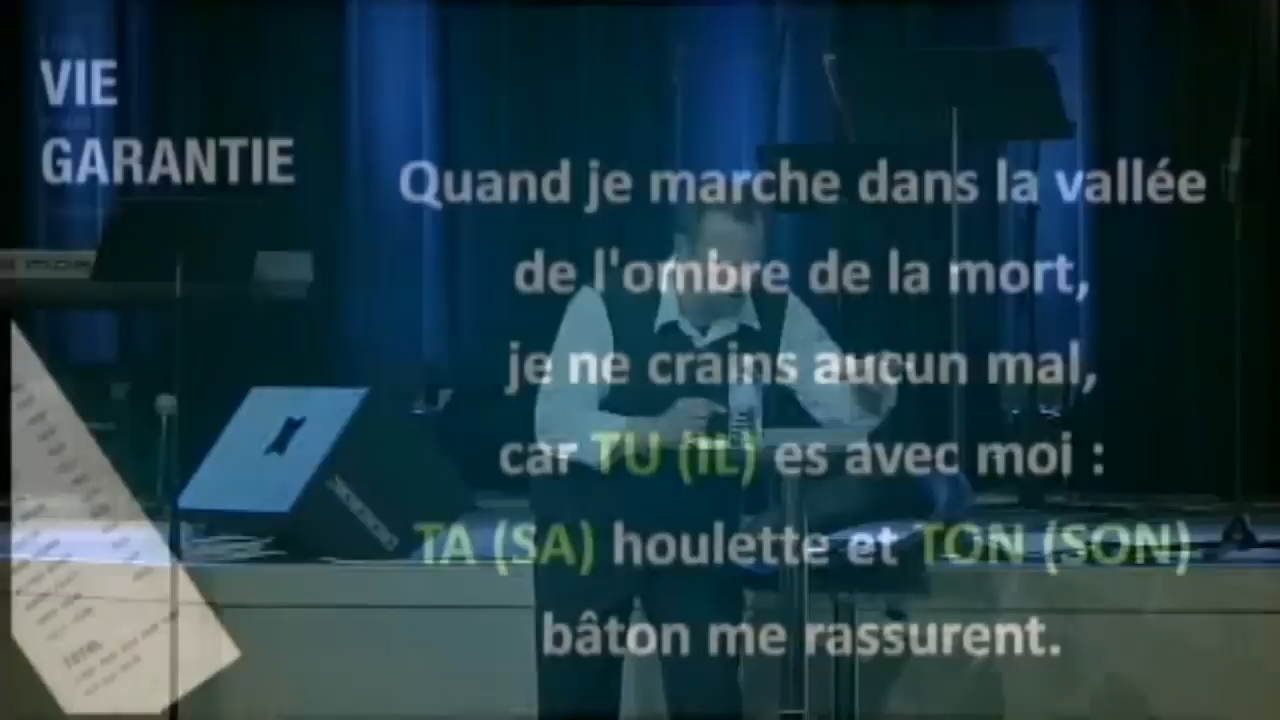 VIE
GARANTIE
Quand je marche dans la vallée
de l'ombre de la mort,
je ne crains aucun mal,
car TU (IL) es avec moi :
TA (SA) houlette et TON (SON)
bâton me rassurent.
TOTAL